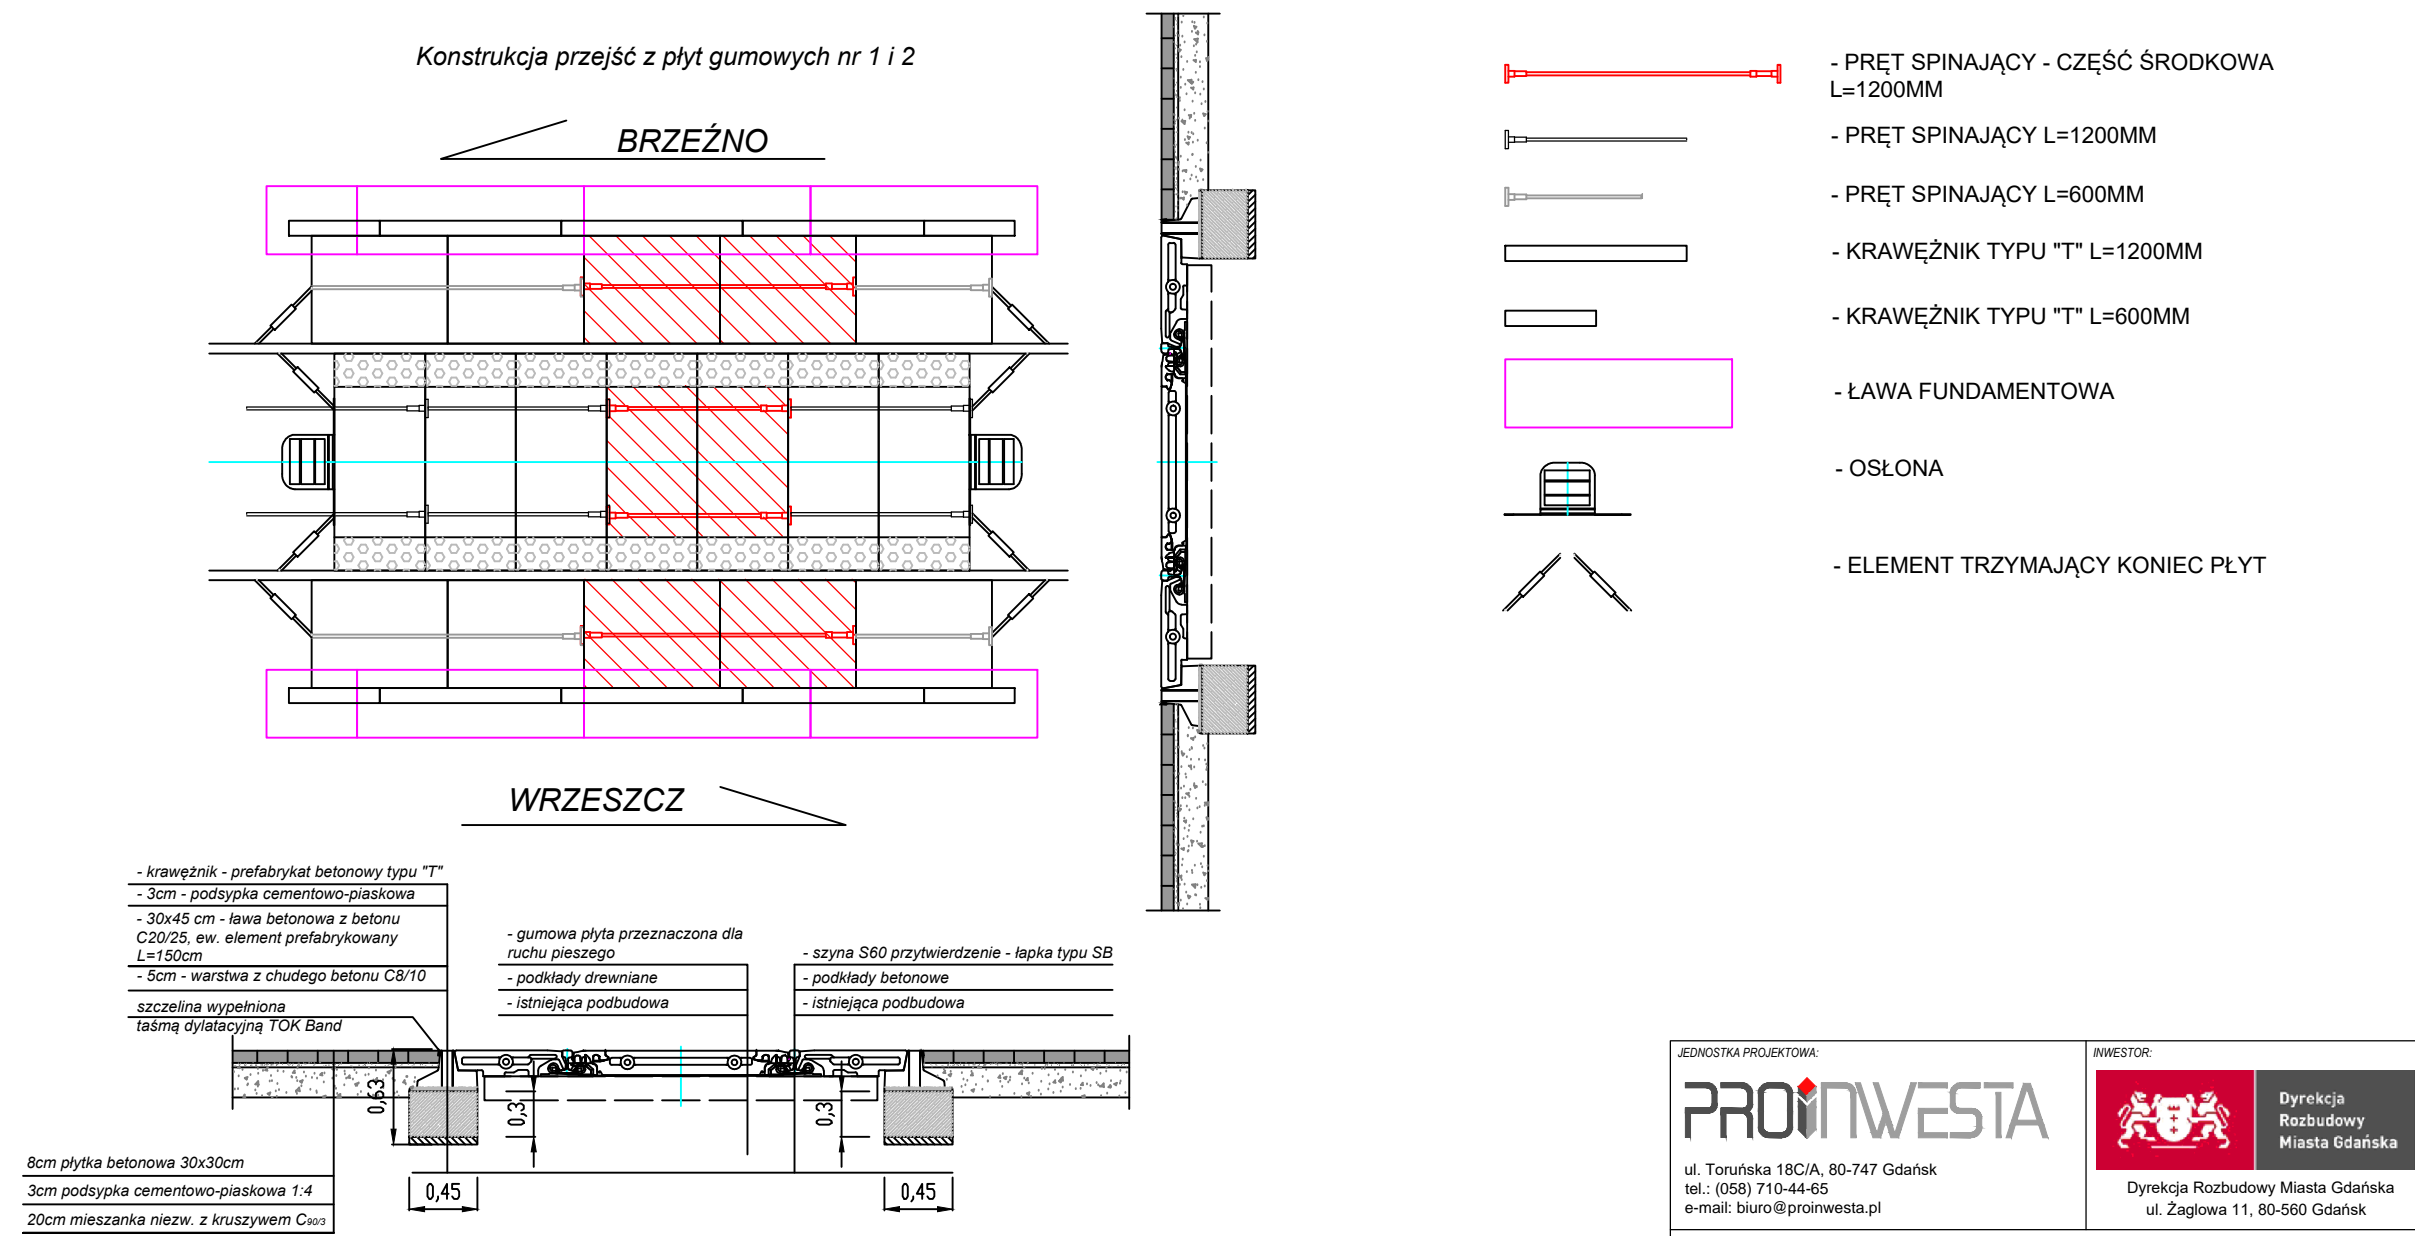 Konstrukcja przejść z płyt gumowych nr 1 i 2
BRZEŹNO
WRZESZCZ
- PRĘT SPINAJĄCY - CZĘŚĆ ŚRODKOWA
L=1200MM
- PRĘT SPINAJĄCY L=1200MM
- PRĘT SPINAJĄCY L=600MM
- KRAWĘŻNIK TYPU "T" L=1200MM
- KRAWĘŻNIK TYPU "T" L=600MM
- ŁAWA FUNDAMENTOWA
- OSŁONA
- ELEMENT TRZYMAJĄCY KONIEC PŁYT
- krawężnik - prefabrykat betonowy typu "T"
- 3cm - podsypka cementowo-piaskowa
- 30x45 cm - ława betonowa z betonu
C20/25, ew. element prefabrykowany
L=150cm
- 5cm - warstwa z chudego betonu C8/10
szczelina wypełniona
taśmą dylatacyjną TOK Band
- gumowa płyta przeznaczona dla
ruchu pieszego
- podkłady drewniane
- istniejąca podbudowa
- szyna S60 przytwierdzenie - łapka typu SB
- podkłady betonowe
- istniejąca podbudowa
0,63
0,3
0,3
0,45
0,45
8cm płytka betonowa 30x30cm
3cm podsypka cementowo-piaskowa 1:4
20cm mieszanka niezw. z kruszywem C90/3
JEDNOSTKA PROJEKTOWA:
PROINWESTA
ul. Toruńska 18C/A, 80-747 Gdańsk
tel.: (058) 710-44-65
e-mail: biuro@proinwesta.pl
INWESTOR:
Dyrekcja
Rozbudowy
Miasta Gdańska
Dyrekcja Rozbudowy Miasta Gdańska
ul. Żaglowa 11, 80-560 Gdańsk